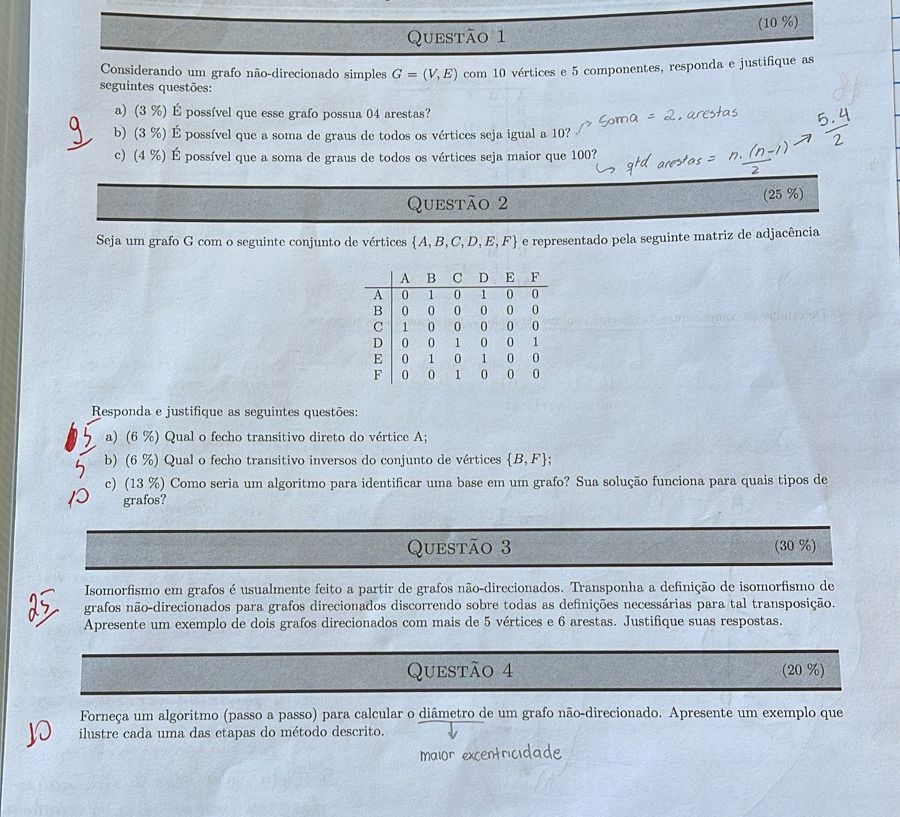 QUESTÃO 1 (10 %)
Considerando um grafo não-direcionado simples G = (V, E) com 10 vértices e 5 componentes, responda e justifique as
seguintes questões:
a) (3 %) É possível que esse grafo possua 04 arestas?
b) (3 %) É possível que a soma de graus de todos os vértices seja igual a 10? → soma = 2. arestas
c) (4 %) É possível que a soma de graus de todos os vértices seja maior que 100? ↳ qtd arestas = n.(n-1)/2 → 5.4/2
9
QUESTÃO 2 (25 %)
Seja um grafo G com o seguinte conjunto de vértices {A, B, C, D, E, F} e representado pela seguinte matriz de adjacência
A B C D E F
A 0 1 0 1 0 0
B 0 0 0 0 0 0
C 1 0 0 0 0 0
D 0 0 1 0 0 1
E 0 1 0 1 0 0
F 0 0 1 0 0 0
Responda e justifique as seguintes questões:
5 a) (6 %) Qual o fecho transitivo direto do vértice A;
5 b) (6 %) Qual o fecho transitivo inversos do conjunto de vértices {B, F};
10 c) (13 %) Como seria um algoritmo para identificar uma base em um grafo? Sua solução funciona para quais tipos de
grafos?
QUESTÃO 3 (30 %)
Isomorfismo em grafos é usualmente feito a partir de grafos não-direcionados. Transponha a definição de isomorfismo de
25 grafos não-direcionados para grafos direcionados discorrendo sobre todas as definições necessárias para tal transposição.
Apresente um exemplo de dois grafos direcionados com mais de 5 vértices e 6 arestas. Justifique suas respostas.
QUESTÃO 4 (20 %)
Forneça um algoritmo (passo a passo) para calcular o diâmetro de um grafo não-direcionado. Apresente um exemplo que
10 ilustre cada uma das etapas do método descrito.
maior excentricidade